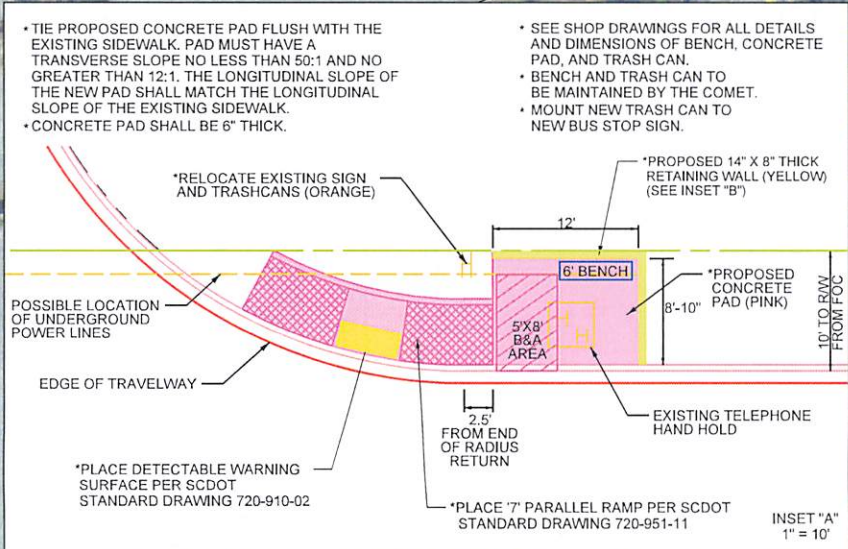 *TIE PROPOSED CONCRETE PAD FLUSH WITH THE
EXISTING SIDEWALK. PAD MUST HAVE A
TRANSVERSE SLOPE NO LESS THAN 50:1 AND NO
GREATER THAN 12:1. THE LONGITUDINAL SLOPE OF
THE NEW PAD SHALL MATCH THE LONGITUDINAL
SLOPE OF THE EXISTING SIDEWALK.
*CONCRETE PAD SHALL BE 6" THICK.
* SEE SHOP DRAWINGS FOR ALL DETAILS
AND DIMENSIONS OF BENCH, CONCRETE
PAD, AND TRASH CAN.
* BENCH AND TRASH CAN TO
BE MAINTAINED BY THE COMET.
* MOUNT NEW TRASH CAN TO
NEW BUS STOP SIGN.
*RELOCATE EXISTING SIGN
AND TRASHCANS (ORANGE)
*PROPOSED 14" X 8" THICK
RETAINING WALL (YELLOW)
(SEE INSET "B")
12'
6' BENCH
*PROPOSED
CONCRETE
PAD (PINK)
8'-10"
10' TO R/W
FROM FOC
POSSIBLE LOCATION
OF UNDERGROUND
POWER LINES
5'X8'
B&A
AREA
H
H
EDGE OF TRAVELWAY
2.5'
FROM END
OF RADIUS
RETURN
EXISTING TELEPHONE
HAND HOLD
*PLACE DETECTABLE WARNING
SURFACE PER SCDOT
STANDARD DRAWING 720-910-02
*PLACE '7' PARALLEL RAMP PER SCDOT
STANDARD DRAWING 720-951-11
INSET "A"
1" = 10'